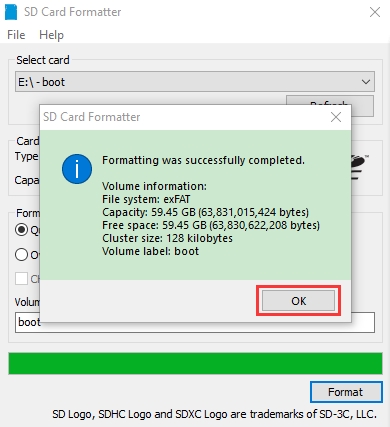 SD Card Formatter
File Help
Select card
E:\ - boot
SD Card Formatter
Formatting was successfully completed.
Volume information:
File system: exFAT
Capacity: 59.45 GB (63,831,015,424 bytes)
Free space: 59.45 GB (63,830,622,208 bytes)
Cluster size: 128 kilobytes
Volume label: boot
OK
Card
Type
Capa
Form
Volum
boot
Format
SD Logo, SDHC Logo and SDXC Logo are trademarks of SD-3C, LLC.